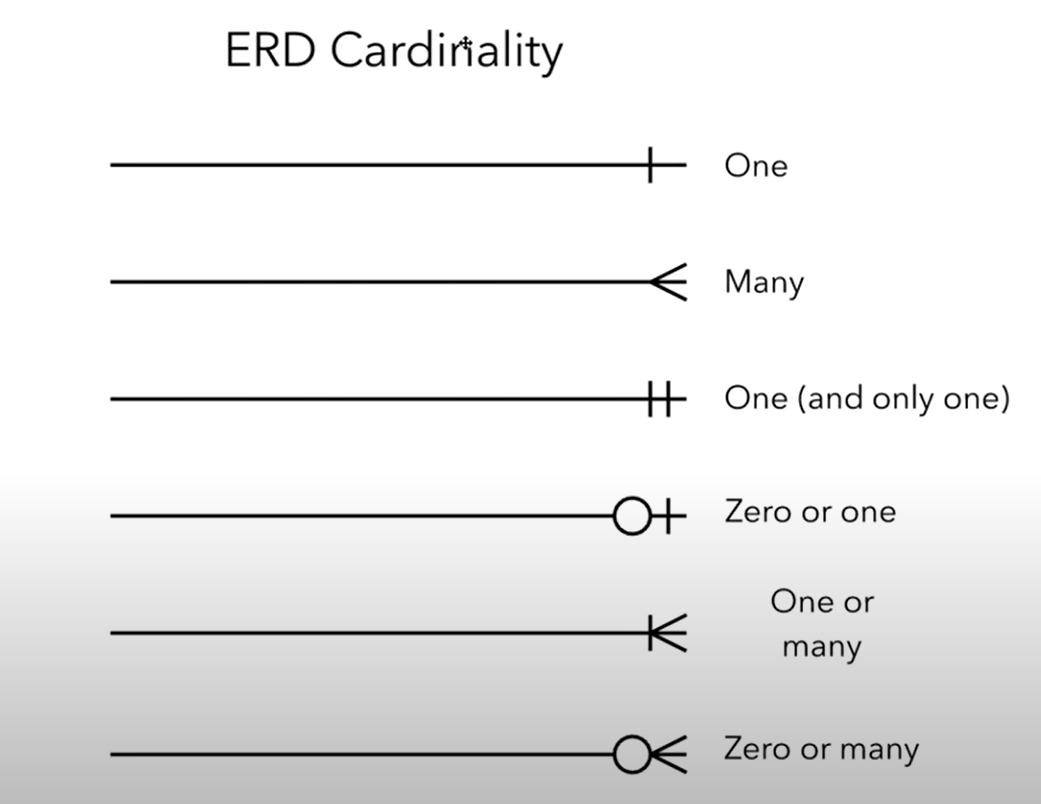 ERD Cardinality
One
Many
One (and only one)
Zero or one
One or
many
Zero or many